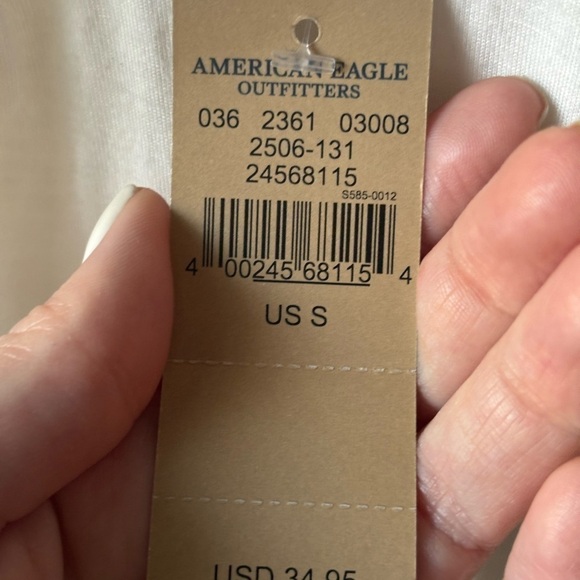 AMERICAN EAGLE
OUTFITTERS
036 2361 03008
2506-131
24568115
S585-0012
4 00245 68115 4
US S
USD 34.95